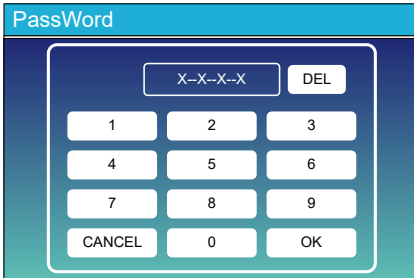 PassWord
X--X--X--X DEL
1 2 3
4 5 6
7 8 9
CANCEL 0 OK